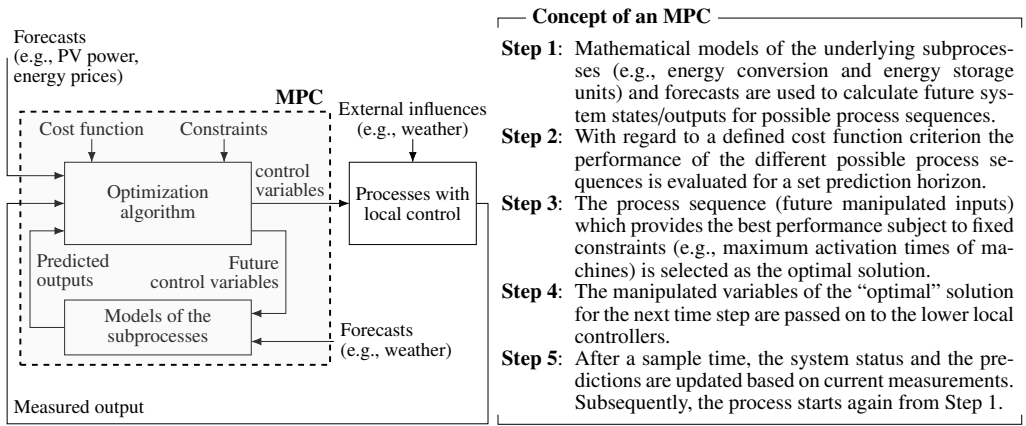 Forecasts
(e.g., PV power,
energy prices)
MPC
Cost function
Constraints
External influences
(e.g., weather)
Optimization
algorithm
control
variables
Processes with
local control
Predicted
outputs
Future
control variables
Models of the
subprocesses
Forecasts
(e.g., weather)
Measured output
Concept of an MPC
Step 1: Mathematical models of the underlying subproces-
ses (e.g., energy conversion and energy storage
units) and forecasts are used to calculate future sys-
tem states/outputs for possible process sequences.
Step 2: With regard to a defined cost function criterion the
performance of the different possible process se-
quences is evaluated for a set prediction horizon.
Step 3: The process sequence (future manipulated inputs)
which provides the best performance subject to fixed
constraints (e.g., maximum activation times of ma-
chines) is selected as the optimal solution.
Step 4: The manipulated variables of the “optimal” solution
for the next time step are passed on to the lower local
controllers.
Step 5: After a sample time, the system status and the pre-
dictions are updated based on current measurements.
Subsequently, the process starts again from Step 1.